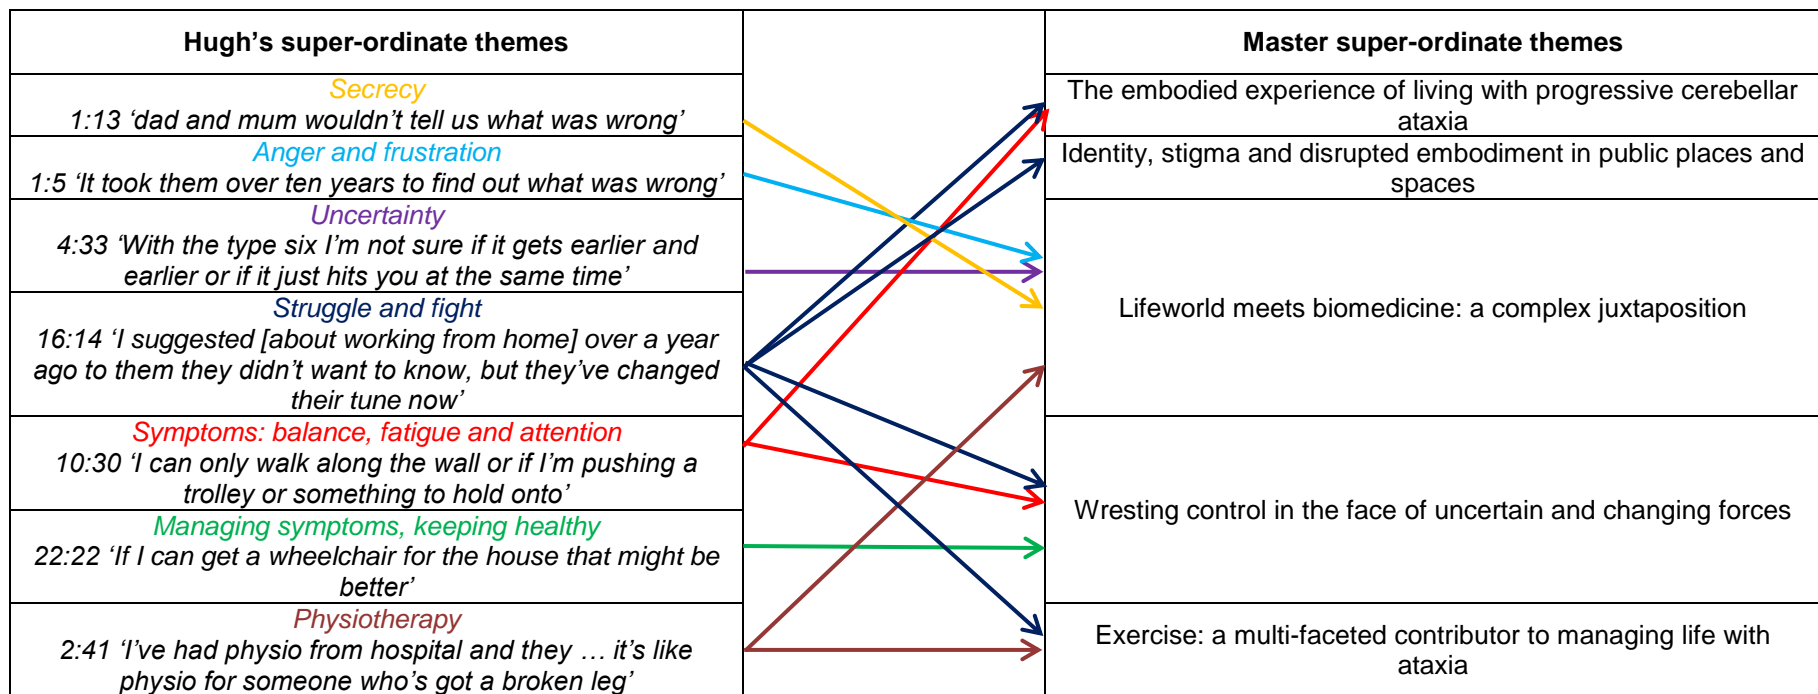 Hugh’s super-ordinate themes
Secrecy
1:13 ‘dad and mum wouldn’t tell us what was wrong’
Anger and frustration
1:5 ‘It took them over ten years to find out what was wrong’
Uncertainty
4:33 ‘With the type six I’m not sure if it gets earlier and
earlier or if it just hits you at the same time’
Struggle and fight
16:14 ‘I suggested [about working from home] over a year
ago to them they didn’t want to know, but they’ve changed
their tune now’
Symptoms: balance, fatigue and attention
10:30 ‘I can only walk along the wall or if I’m pushing a
trolley or something to hold onto’
Managing symptoms, keeping healthy
22:22 ‘If I can get a wheelchair for the house that might be
better’
Physiotherapy
2:41 ‘I’ve had physio from hospital and they … it’s like
physio for someone who’s got a broken leg’
Master super-ordinate themes
The embodied experience of living with progressive cerebellar
ataxia
Identity, stigma and disrupted embodiment in public places and
spaces
Lifeworld meets biomedicine: a complex juxtaposition
Wresting control in the face of uncertain and changing forces
Exercise: a multi-faceted contributor to managing life with
ataxia